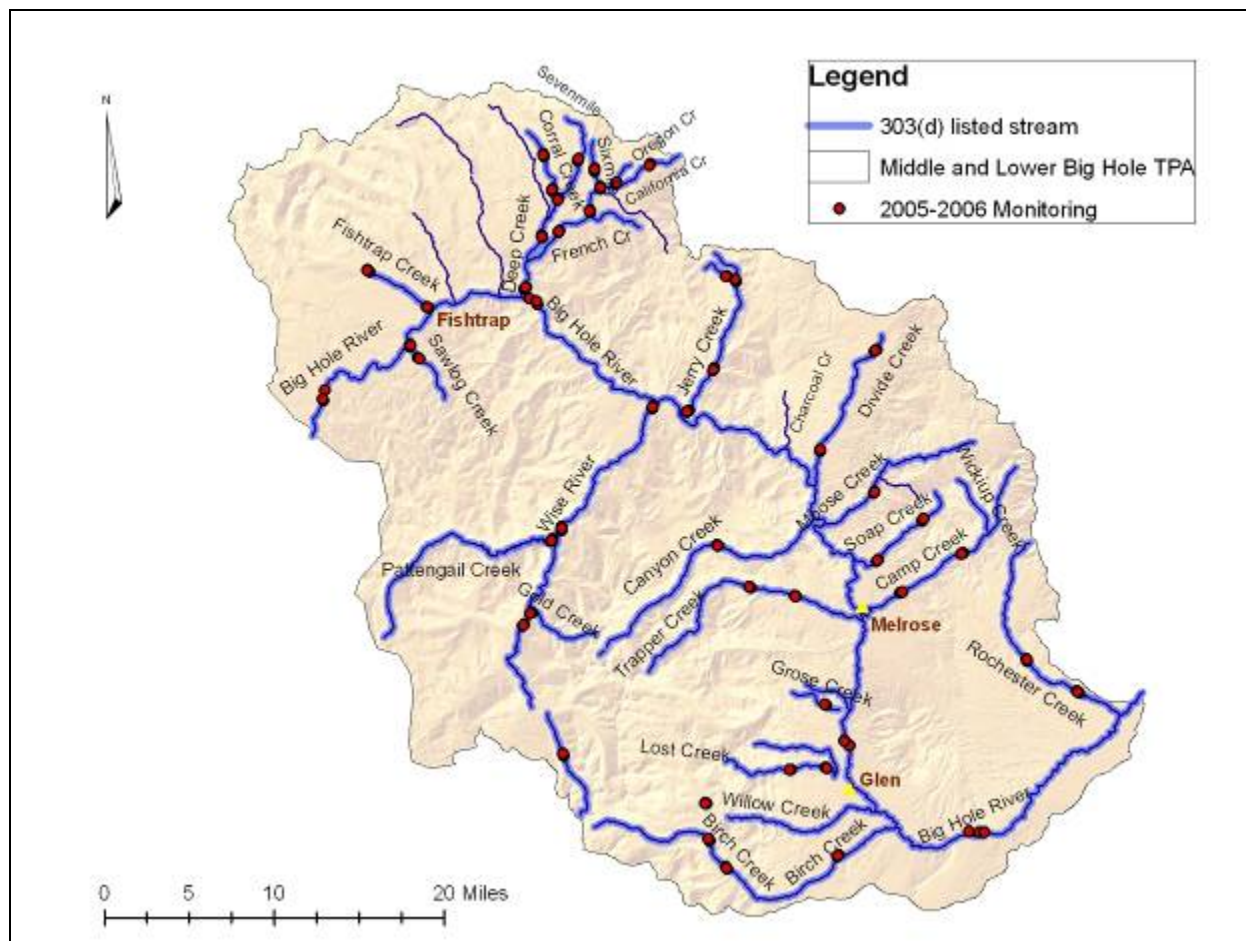 N
Legend
303(d) listed stream
Middle and Lower Big Hole TPA
2005-2006 Monitoring
Sevenmile
Corral Creek
Sixmile
Oregon Cr
California Cr
Deep Creek
French Cr
Fishtrap Creek
Fishtrap
Big Hole River
Big Hole River
Sawlog Creek
Jerry Creek
Charcoal Cr
Divide Creek
Wise River
Moose Creek
Wickiup Creek
Soap Creek
Canyon Creek
Camp Creek
Pattengail Creek
Gold Creek
Trapper Creek
Melrose
Rochester Creek
Grose Creek
Lost Creek
Glen
Willow Creek
Big Hole River
Birch Creek
Birch Creek
0 5 10 20 Miles